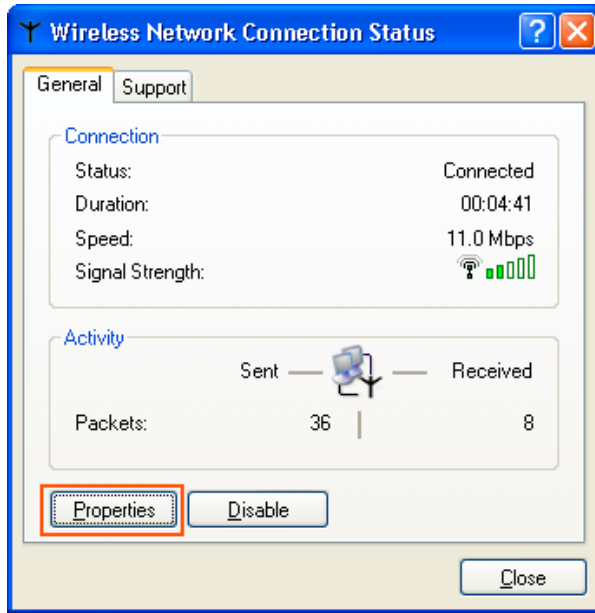 Wireless Network Connection Status
General Support
Connection
Status: Connected
Duration: 00:04:41
Speed: 11.0 Mbps
Signal Strength:
Activity
Sent Received
Packets: 36 8
Properties Disable
Close